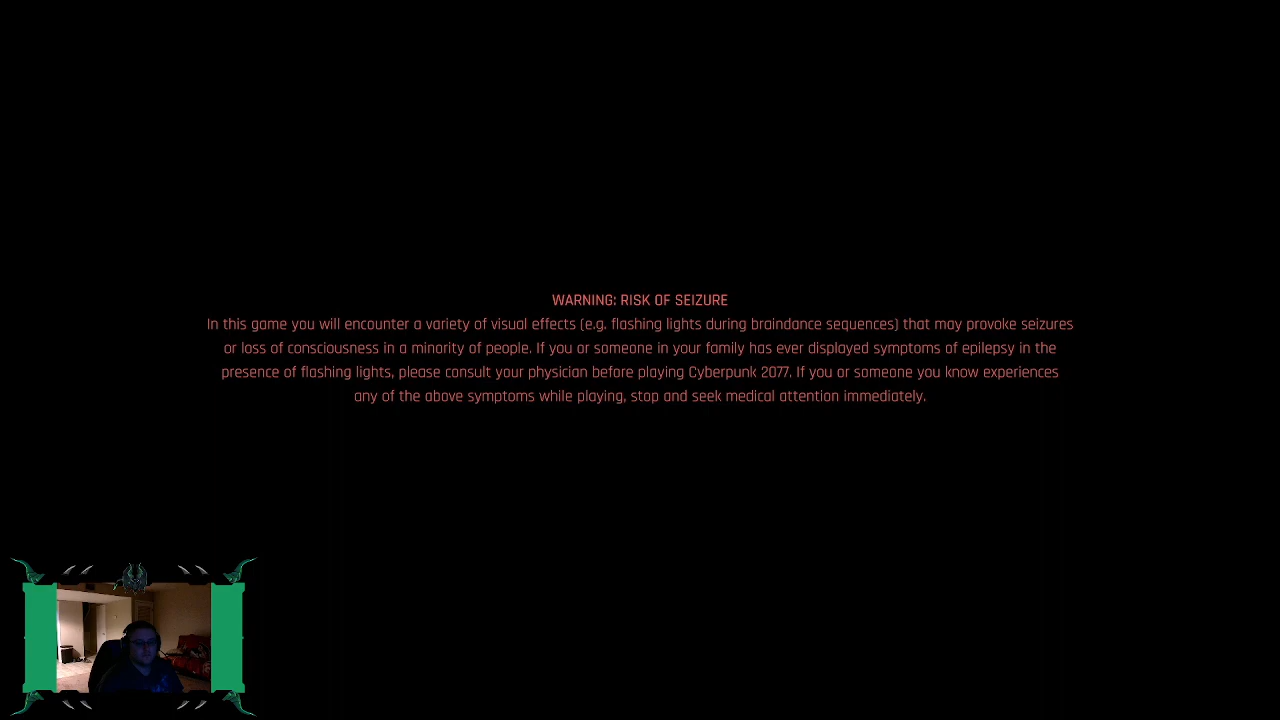 WARNING: RISK OF SEIZURE
In this game you will encounter a variety of visual effects (e.g. flashing lights during braindance sequences) that may provoke seizures
or loss of consciousness in a minority of people. If you or someone in your family has ever displayed symptoms of epilepsy in the
presence of flashing lights, please consult your physician before playing Cyberpunk 2077. If you or someone you know experiences
any of the above symptoms while playing, stop and seek medical attention immediately.